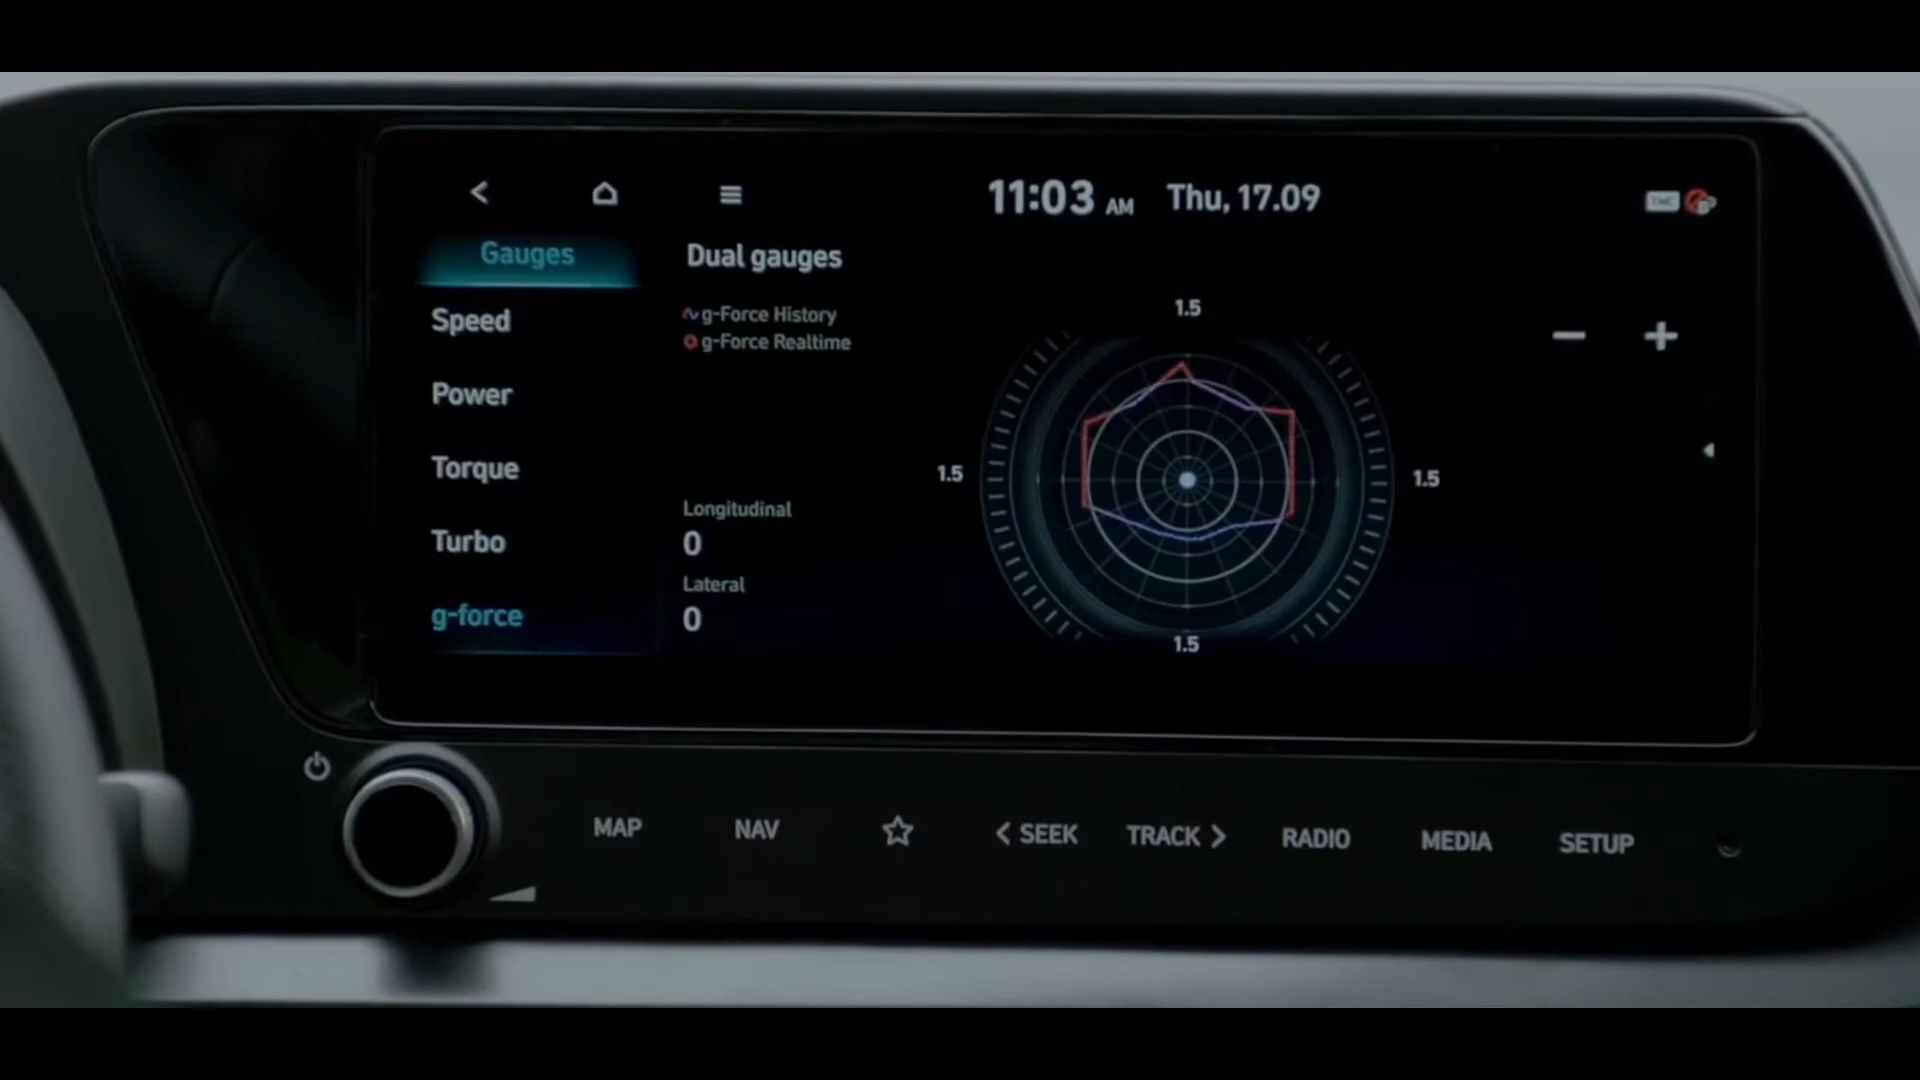 11:03 AM Thu, 17.09
Gauges
Dual gauges
Speed
Power
Torque
Turbo
g-force
g-Force History
g-Force Realtime
Longitudinal
0
Lateral
0
1.5
1.5
1.5
1.5
MAP
NAV
SEEK
TRACK
RADIO
MEDIA
SETUP